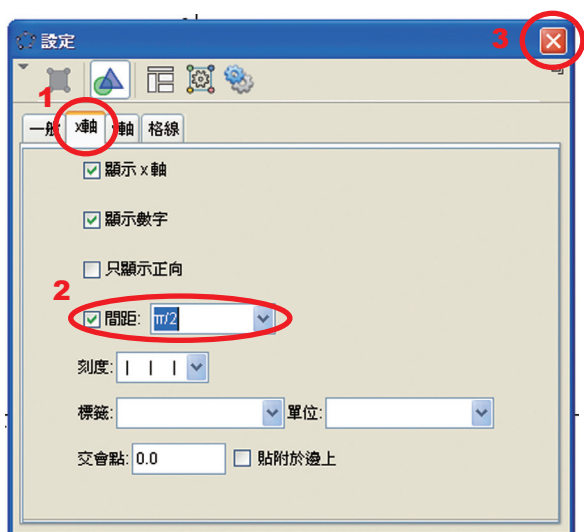 設定
3
1
一般 x軸 軸 格線
顯示 x 軸
顯示數字
只顯示正向
2
間距: π/2
刻度: | | |
標籤: 單位:
交會點: 0.0 貼附於邊上